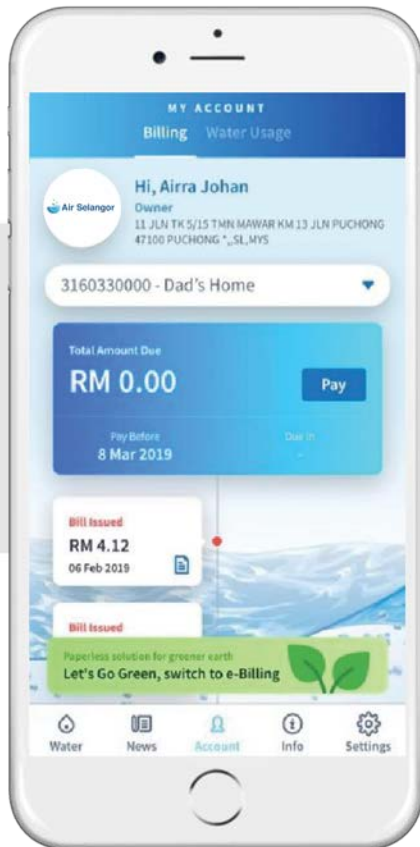 MY ACCOUNT
Billing Water Usage
Air Selangor
Hi, Airra Johan
Owner
11 JLN TK 5/15 TMN MAWAR KM 13 JLN PUCHONG
47100 PUCHONG *,,SL,MYS
3160330000 - Dad's Home
Total Amount Due
RM 0.00
Pay
Pay Before
Due In
8 Mar 2019
-
Bill Issued
RM 4.12
06 Feb 2019
Bill Issued
Paperless solution for greener earth
Let's Go Green, switch to e-Billing
Water News Account Info Settings